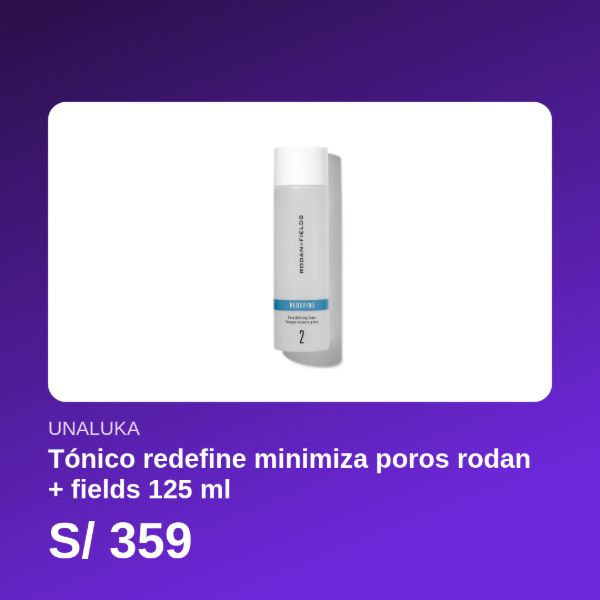 RODAN+FIELDS
REDEFINE
2
UNALUKA
Tónico redefine minimiza poros rodan
+ fields 125 ml
S/ 359